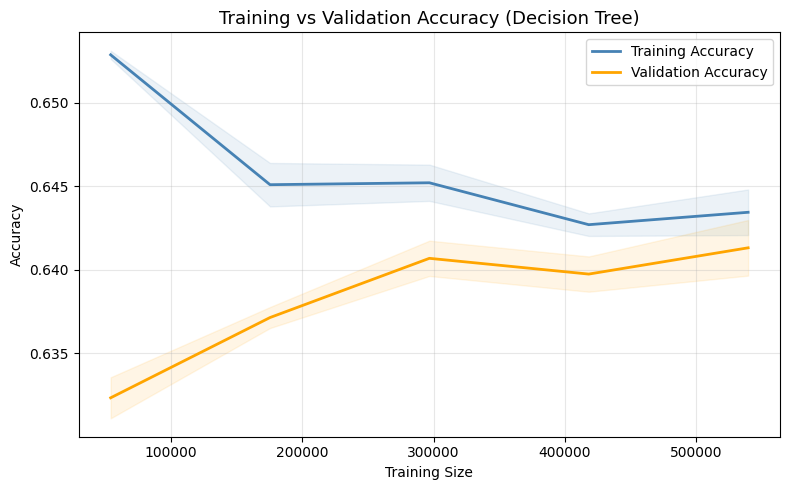 Training vs Validation Accuracy (Decision Tree)
Training Accuracy
Validation Accuracy
0.650
0.645
0.640
0.635
Accuracy
100000 200000 300000 400000 500000
Training Size